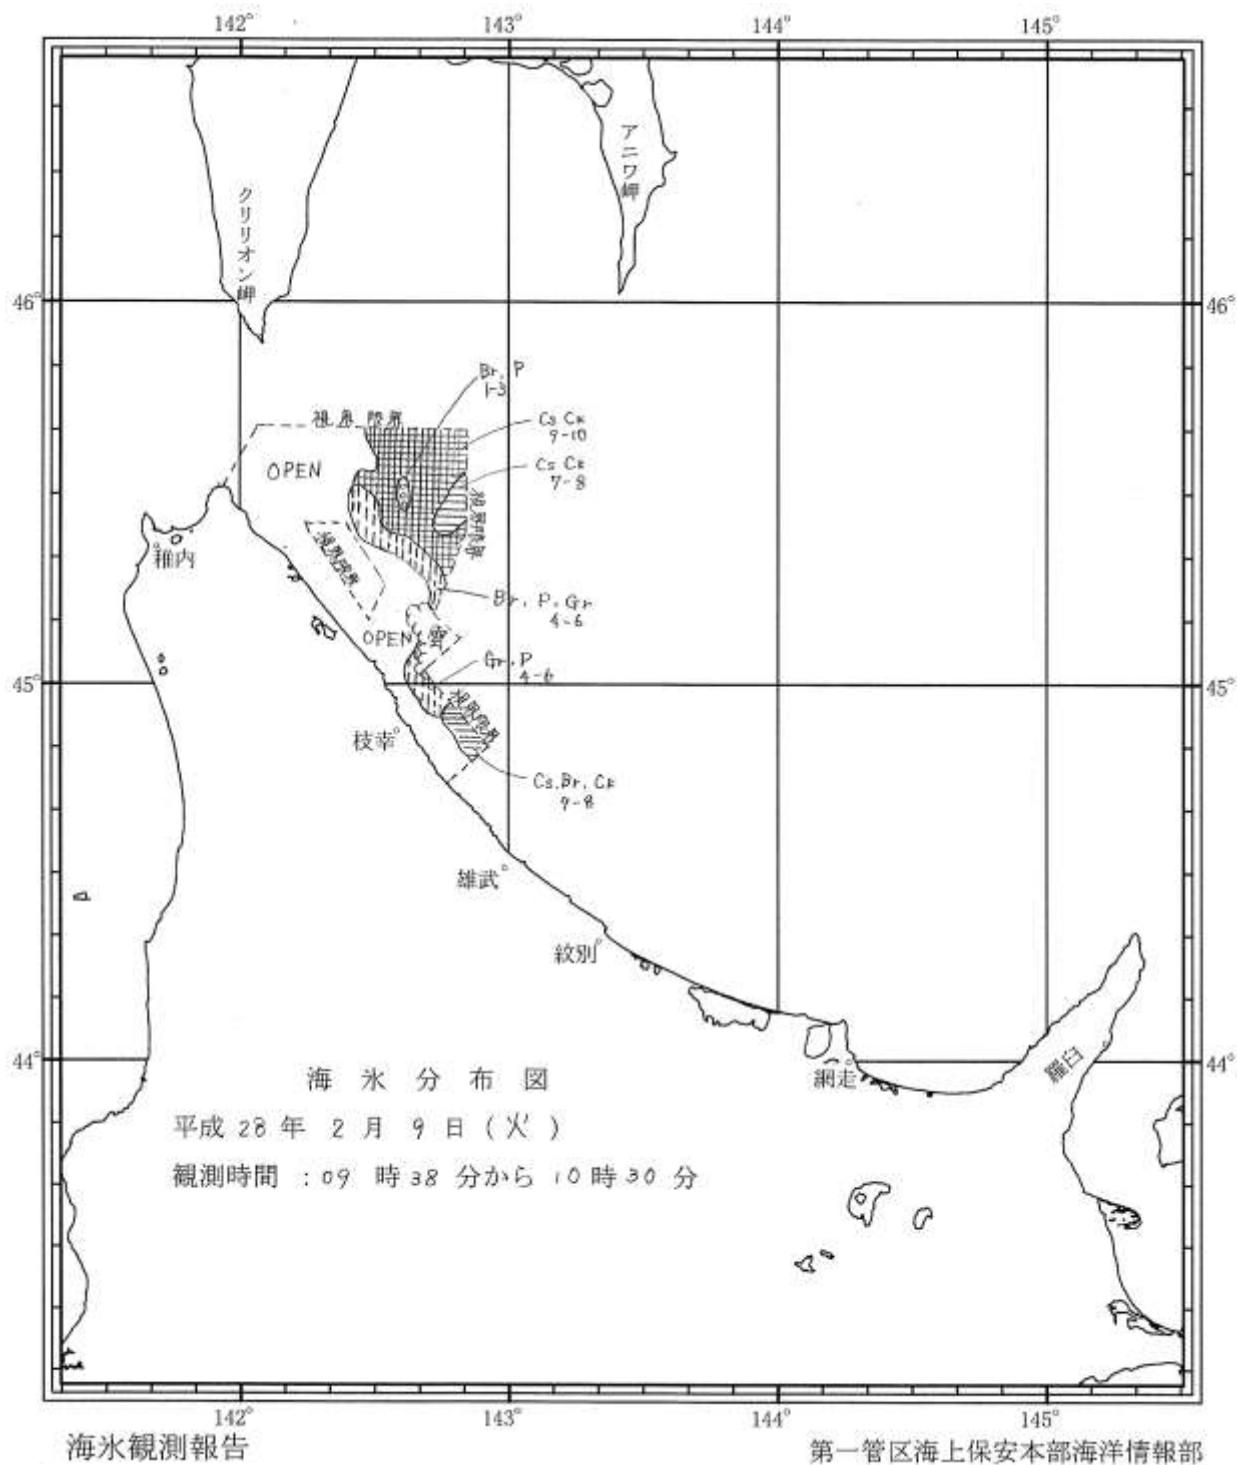 142° 143° 144° 145°
アニワ岬
クリリオン岬
46° 46°
Br. P
1-3
視界限界
Cs Ck
9-10
OPEN
Cs Ck
7-8
視界限界
視界限界
稚内
Br. P. Gr
4-6
OPEN 雲
Gr. P
4-6
45° 45°
視界限界
枝幸
Cs. Br. Ck
雄武
紋別
44° 44°
羅臼
網走
海氷分布図
平成 28 年 2 月 9 日 (火)
観測時間 : 09 時 38 分から 10 時 30 分
142° 143° 144° 145°
海氷観測報告
第一管区海上保安本部海洋情報部